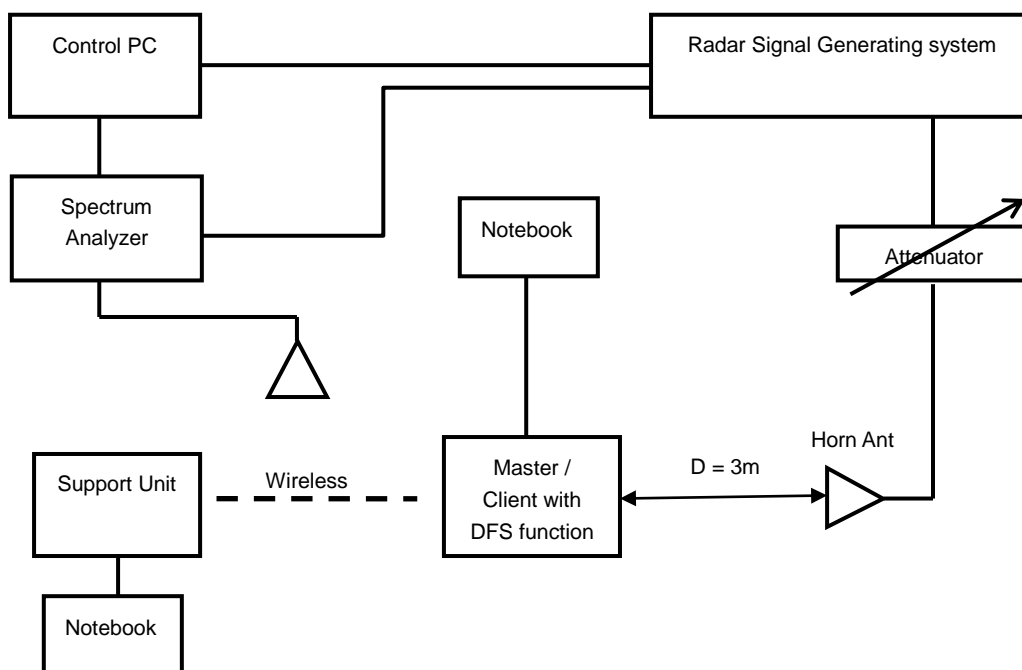 Control PC
Radar Signal Generating system
Spectrum
Analyzer
Notebook
Attenuator
Horn Ant
Support Unit
Wireless
Master /
Client with
DFS function
D = 3m
Notebook